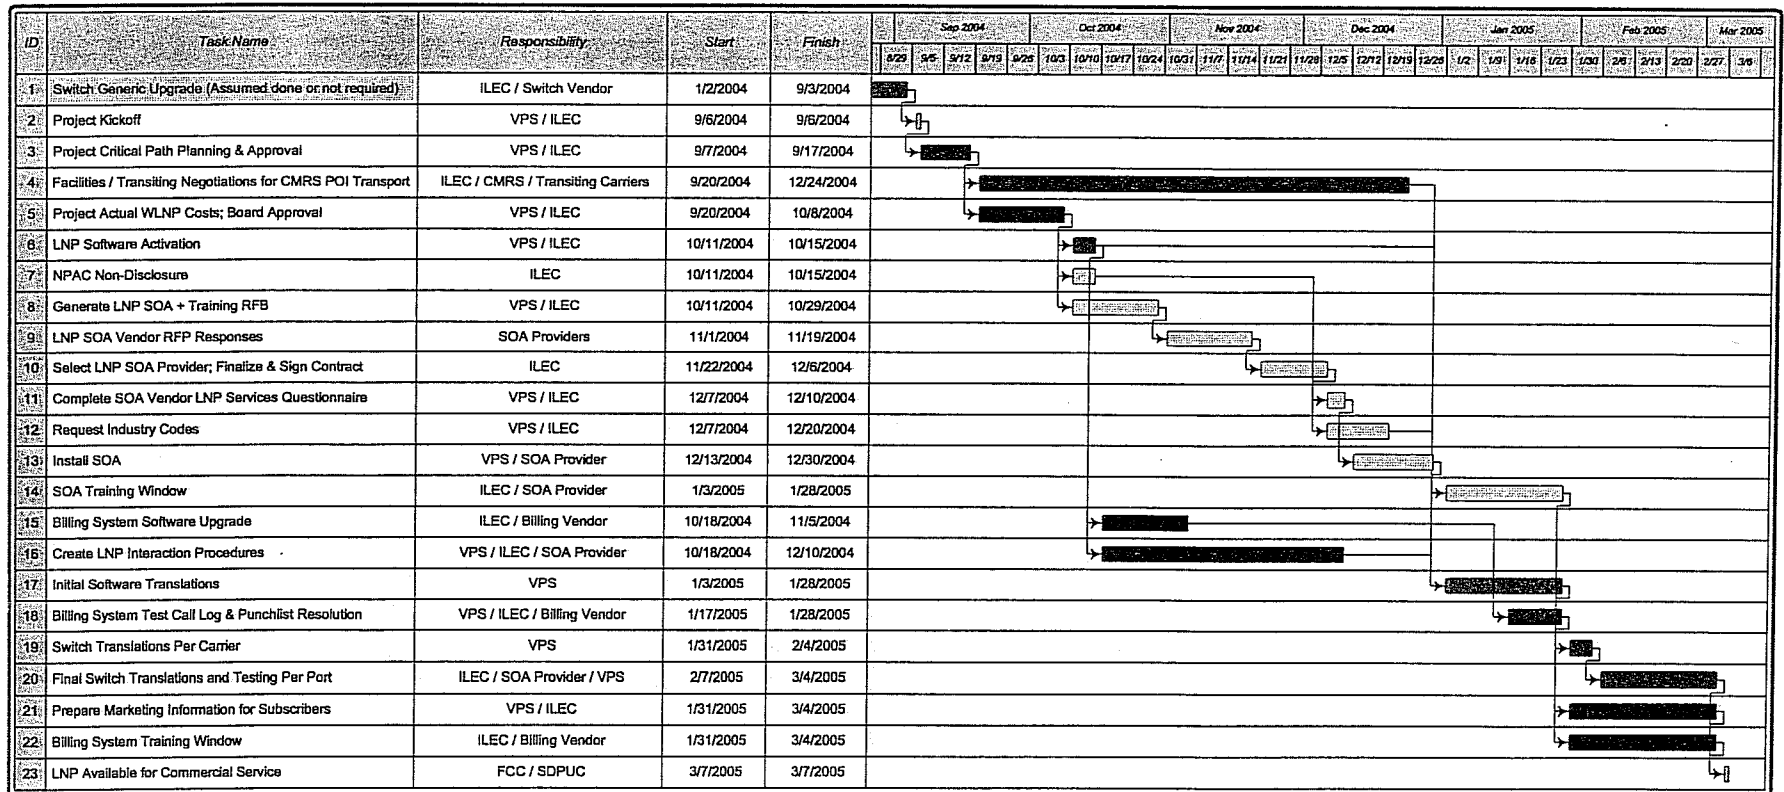 ID Task Name Responsibility Start Finish Sep 2004 Oct 2004 Nov 2004 Dec 2004 Jan 2005 Feb 2005 Mar 2005
8/29 9/5 9/12 9/19 9/26 10/3 10/10 10/17 10/24 10/31 11/7 11/14 11/21 11/28 12/5 12/12 12/19 12/26 1/2 1/9 1/16 1/23 1/30 2/6 2/13 2/20 2/27 3/6
1 Switch Generic Upgrade (Assumed done or not required) ILEC / Switch Vendor 1/2/2004 9/3/2004
2 Project Kickoff VPS / ILEC 9/6/2004 9/6/2004
3 Project Critical Path Planning & Approval VPS / ILEC 9/7/2004 9/17/2004
4 Facilities / Transiting Negotiations for CMRS POI Transport ILEC / CMRS / Transiting Carriers 9/20/2004 12/24/2004
5 Project Actual WLNP Costs; Board Approval VPS / ILEC 9/20/2004 10/8/2004
6 LNP Software Activation VPS / ILEC 10/11/2004 10/15/2004
7 NPAC Non-Disclosure ILEC 10/11/2004 10/15/2004
8 Generate LNP SOA + Training RFB VPS / ILEC 10/11/2004 10/29/2004
9 LNP SOA Vendor RFP Responses SOA Providers 11/1/2004 11/19/2004
10 Select LNP SOA Provider; Finalize & Sign Contract ILEC 11/22/2004 12/6/2004
11 Complete SOA Vendor LNP Services Questionnaire VPS / ILEC 12/7/2004 12/10/2004
12 Request Industry Codes VPS / ILEC 12/7/2004 12/20/2004
13 Install SOA VPS / SOA Provider 12/13/2004 12/30/2004
14 SOA Training Window ILEC / SOA Provider 1/3/2005 1/28/2005
15 Billing System Software Upgrade ILEC / Billing Vendor 10/18/2004 11/5/2004
16 Create LNP Interaction Procedures VPS / ILEC / SOA Provider 10/18/2004 12/10/2004
17 Initial Software Translations VPS 1/3/2005 1/28/2005
18 Billing System Test Call Log & Punchlist Resolution VPS / ILEC / Billing Vendor 1/17/2005 1/28/2005
19 Switch Translations Per Carrier VPS 1/31/2005 2/4/2005
20 Final Switch Translations and Testing Per Port ILEC / SOA Provider / VPS 2/7/2005 3/4/2005
21 Prepare Marketing Information for Subscribers VPS / ILEC 1/31/2005 3/4/2005
22 Billing System Training Window ILEC / Billing Vendor 1/31/2005 3/4/2005
23 LNP Available for Commercial Service FCC / SDPUC 3/7/2005 3/7/2005